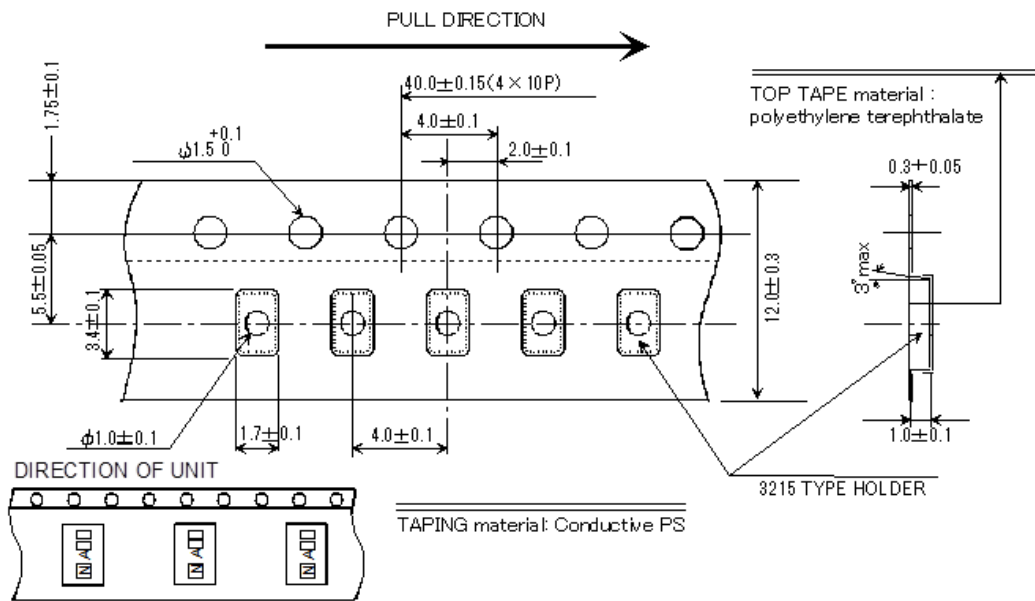 PULL DIRECTION
40.0±0.15(4×10P)
1.75±0.1
4.0±0.1
+0.1
φ1.5 0
2.0±0.1
TOP TAPE material :
polyethylene terephthalate
0.3+0.05
5.5±0.05
12.0±0.3
3°max
3.4±0.1
φ1.0±0.1
1.7±0.1
4.0±0.1
1.0±0.1
DIRECTION OF UNIT
3215 TYPE HOLDER
TAPING material: Conductive PS
N A
N A
N A